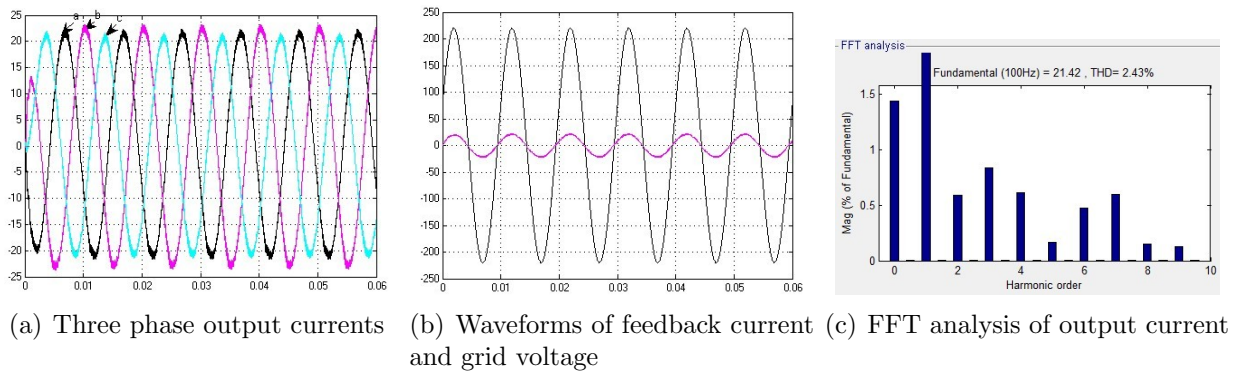 a b c
25
20
15
10
5
0
-5
-10
-15
-20
-25
0 0.01 0.02 0.03 0.04 0.05 0.06
(a) Three phase output currents
250
200
150
100
50
0
-50
-100
-150
-200
-250
0 0.01 0.02 0.03 0.04 0.05 0.06
(b) Waveforms of feedback current
and grid voltage
FFT analysis
Fundamental (100Hz) = 21.42 , THD= 2.43%
Mag (% of Fundamental)
1.5
1
0.5
0
0 2 4 6 8 10
Harmonic order
(c) FFT analysis of output current